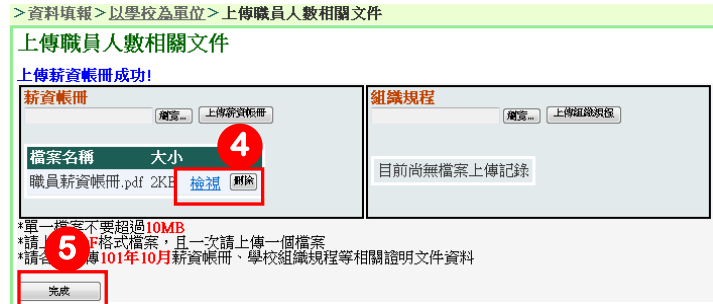 >資料填報>以學校為單位>上傳職員人數相關文件
上傳職員人數相關文件
上傳薪資帳冊成功!
薪資帳冊
瀏覽... 上傳薪資帳冊
檔案名稱 大小
職員薪資帳冊.pdf 2KB 檢視 刪除
4
組織規程
瀏覽... 上傳組織規程
目前尚無檔案上傳記錄
*單一檔案不要超過10MB
*請上 F格式檔案，且一次請上傳一個檔案
*請各 傳101年10月薪資帳冊、學校組織規程等相關證明文件資料
5
完成